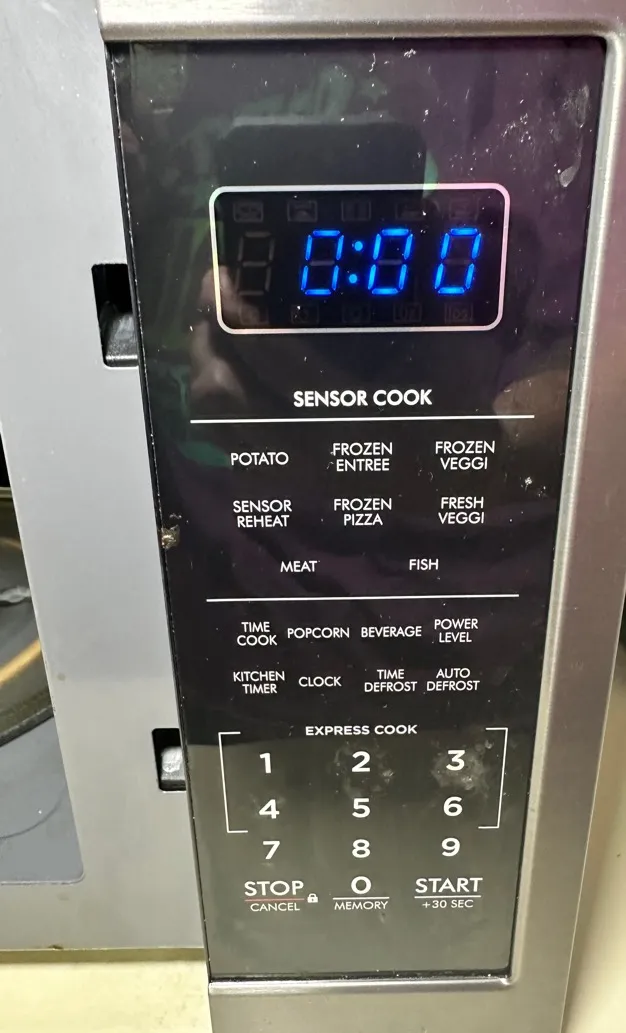 0:00
SENSOR COOK
POTATO
FROZEN
ENTREE
FROZEN
VEGGI
SENSOR
REHEAT
FROZEN
PIZZA
FRESH
VEGGI
MEAT
FISH
TIME
COOK
POPCORN
BEVERAGE
POWER
LEVEL
KITCHEN
TIMER
CLOCK
TIME
DEFROST
AUTO
DEFROST
EXPRESS COOK
1 2 3
4 5 6
7 8 9
STOP
CANCEL
0
MEMORY
START
+30 SEC